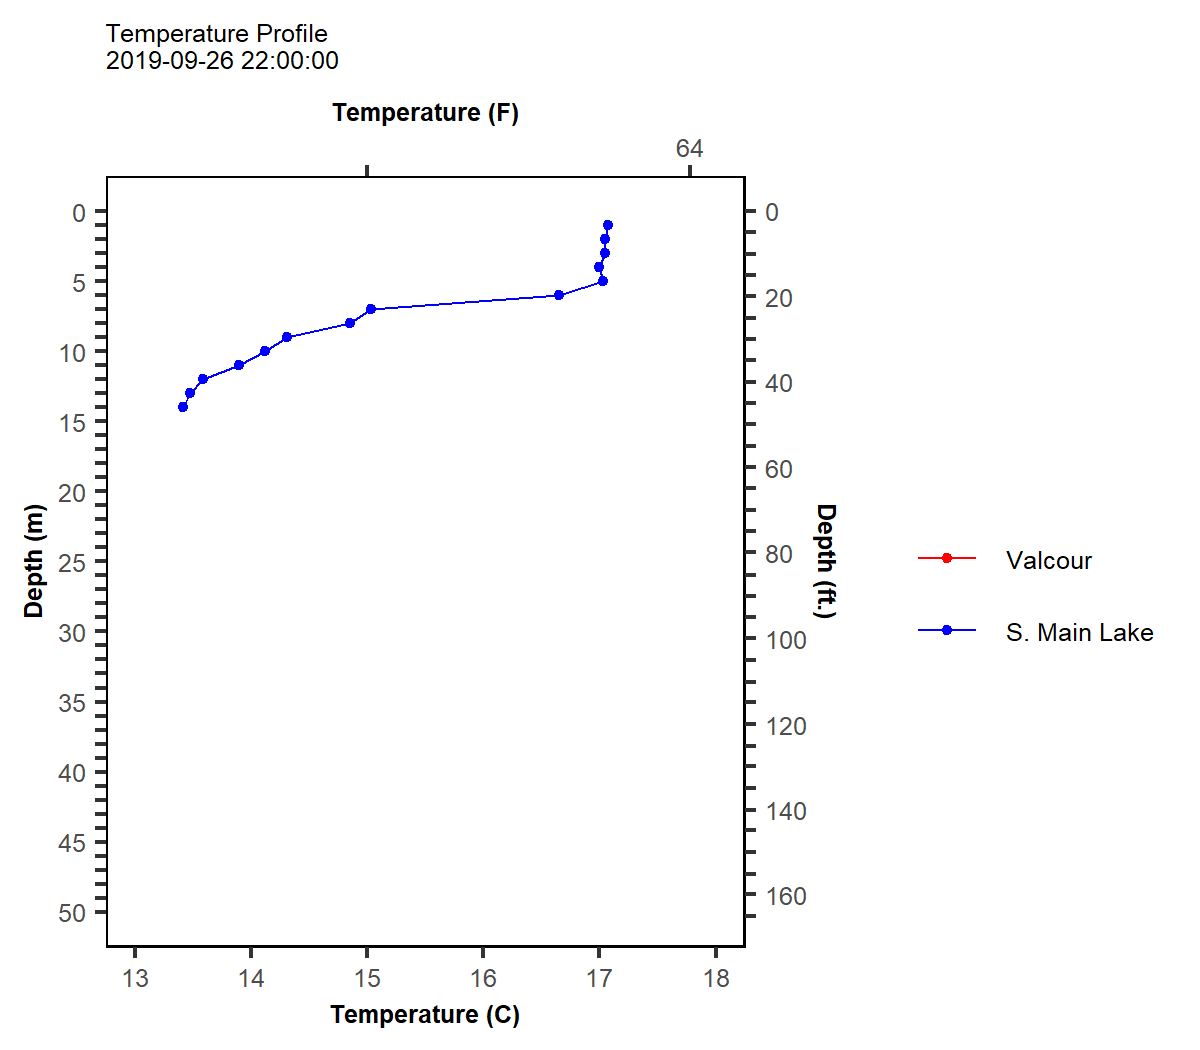 Temperature Profile
2019-09-26 22:00:00
Temperature (F)
64
0
5
10
15
20
25
30
35
40
45
50
Depth (m)
0
20
40
60
80
100
120
140
160
Depth (ft.)
13 14 15 16 17 18
Temperature (C)
Valcour
S. Main Lake